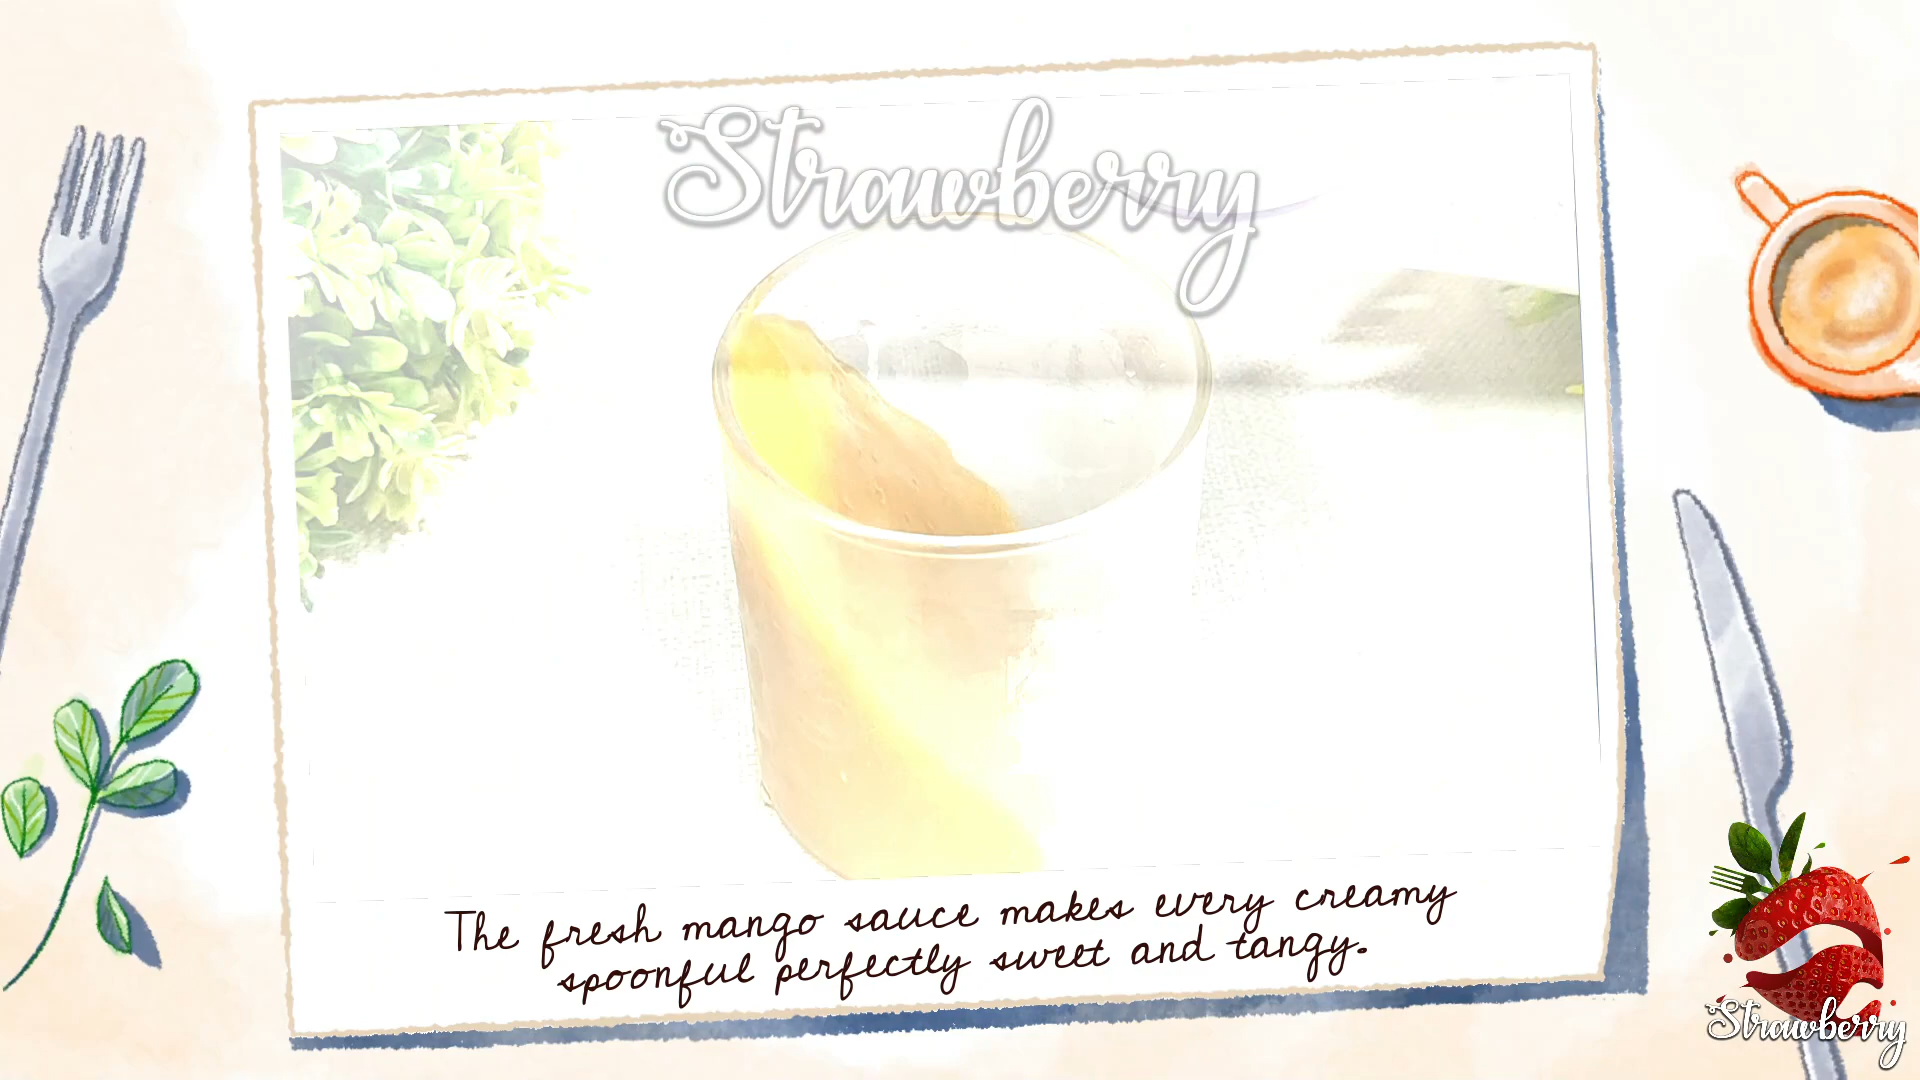 Strawberry
The fresh mango sauce makes every creamy
spoonful perfectly sweet and tangy.
Strawberry